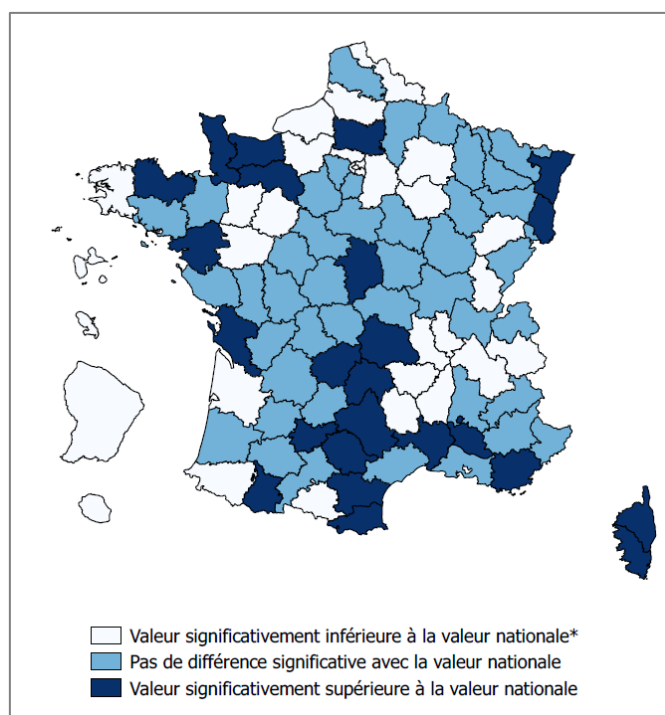 Valeur significativement inférieure à la valeur nationale*
Pas de différence significative avec la valeur nationale
Valeur significativement supérieure à la valeur nationale